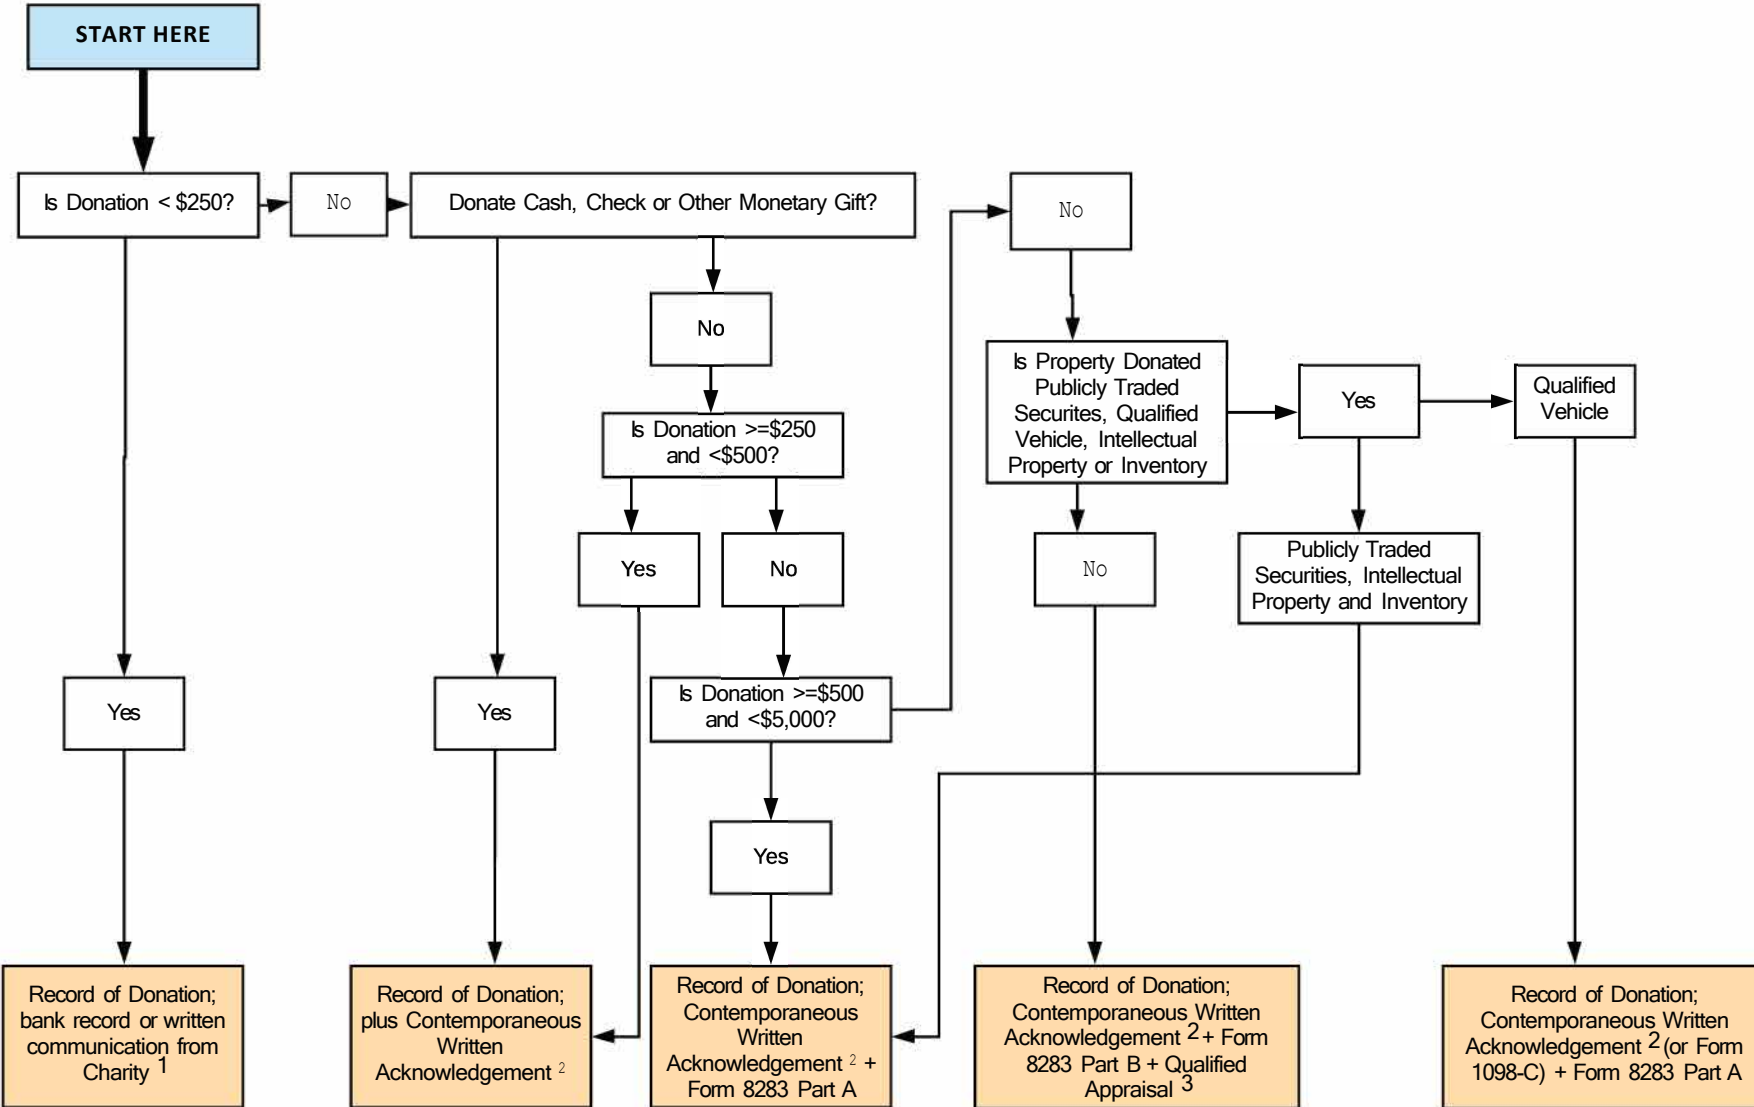 START HERE
Is Donation < $250?
No
Donate Cash, Check or Other Monetary Gift?
No
No
Is Property Donated
Publicly Traded
Securites, Qualified
Vehicle, Intellectual
Property or Inventory
Yes
Qualified
Vehicle
Is Donation >=$250
and <$500?
Yes
No
No
Publicly Traded
Securities, Intellectual
Property and Inventory
Yes
Yes
Is Donation >=$500
and <$5,000?
Yes
Record of Donation;
bank record or written
communication from
Charity 1
Record of Donation;
plus Contemporaneous
Written
Acknowledgement 2
Record of Donation;
Contemporaneous
Written
Acknowledgement 2 +
Form 8283 Part A
Record of Donation;
Contemporaneous Written
Acknowledgement 2 + Form
8283 Part B + Qualified
Appraisal 3
Record of Donation;
Contemporaneous Written
Acknowledgement 2 (or Form
1098-C) + Form 8283 Part A